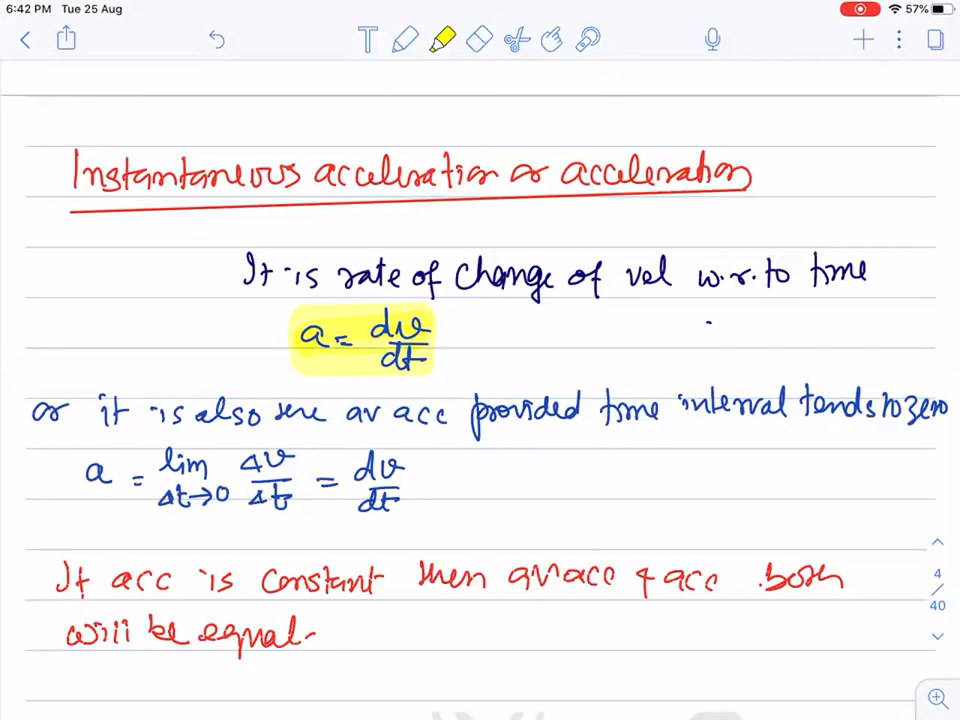 6:42 PM Tue 25 Aug
57%
Instantaneous acceleration or acceleration
It is rate of change of vel w.r.to time
a = dv/dt
or it is also the av acc provided time interval tends to zero
a = lim Δt→0 Δv/Δt = dv/dt
If acc is constant then av acc & acc both
will be equal-
4
/
40